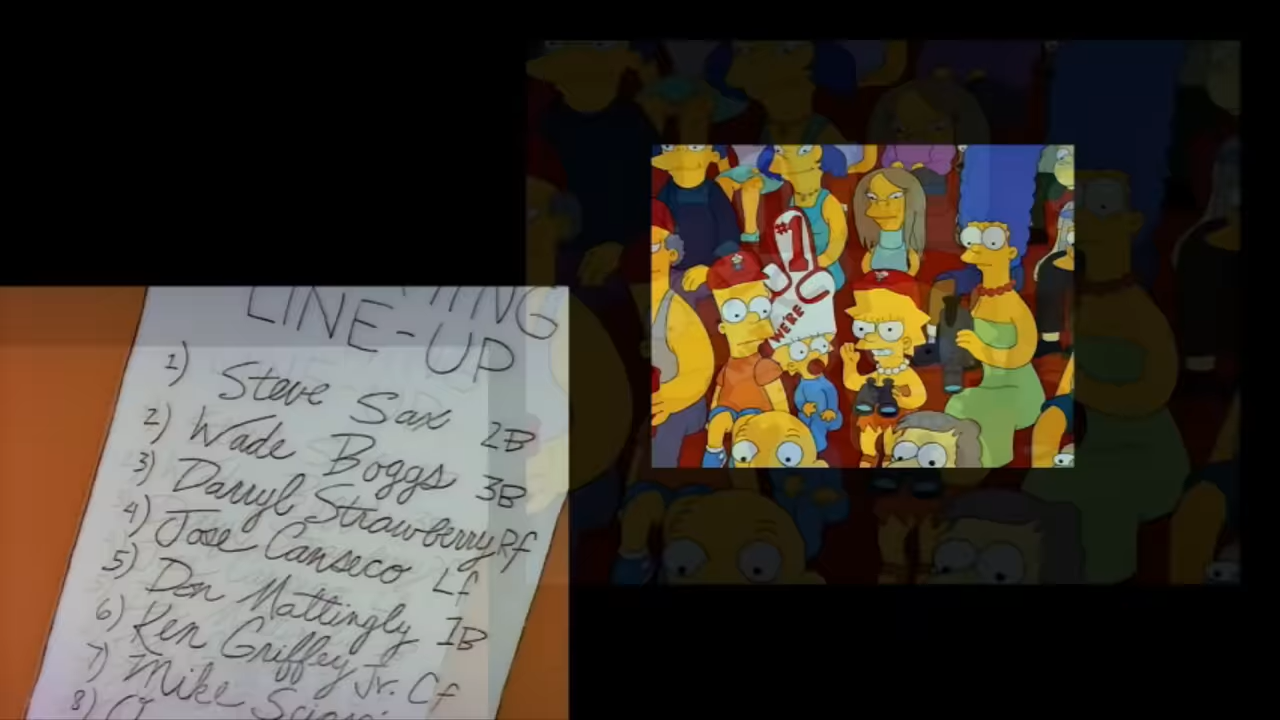 LINE-UP
1) Steve Sax 2B
2) Wade Boggs 3B
3) Darryl Strawberry Rf
4) Jose Canseco Lf
5) Don Mattingly 1B
6) Ken Griffey Jr. Cf
7) Mike
8)
#1
WE'RE